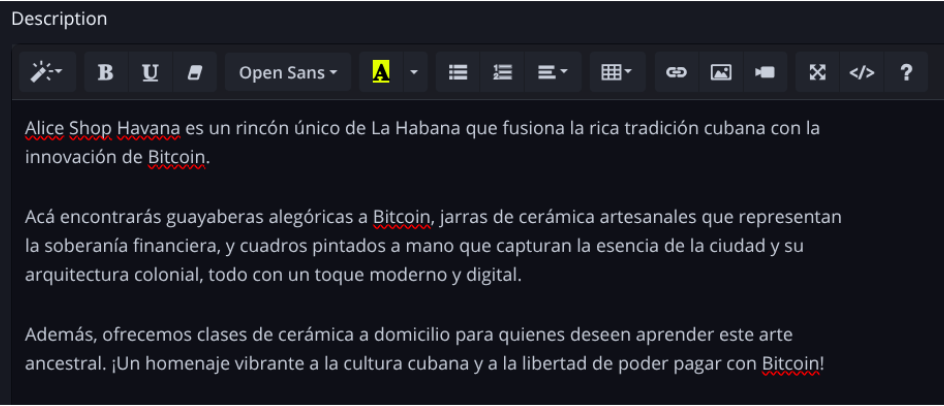 Description
B U Open Sans A </> ?
Alice Shop Havana es un rincón único de La Habana que fusiona la rica tradición cubana con la
innovación de Bitcoin.
Acá encontrarás guayaberas alegóricas a Bitcoin, jarras de cerámica artesanales que representan
la soberanía financiera, y cuadros pintados a mano que capturan la esencia de la ciudad y su
arquitectura colonial, todo con un toque moderno y digital.
Además, ofrecemos clases de cerámica a domicilio para quienes deseen aprender este arte
ancestral. ¡Un homenaje vibrante a la cultura cubana y a la libertad de poder pagar con Bitcoin!